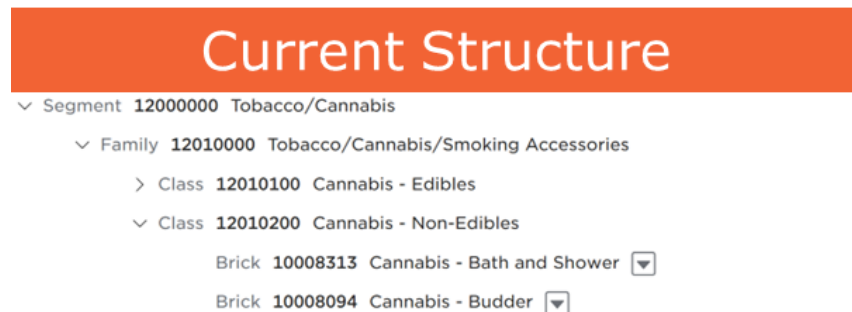 Current Structure
Segment 12000000 Tobacco/Cannabis
Family 12010000 Tobacco/Cannabis/Smoking Accessories
Class 12010100 Cannabis - Edibles
Class 12010200 Cannabis - Non-Edibles
Brick 10008313 Cannabis - Bath and Shower
Brick 10008094 Cannabis - Budder